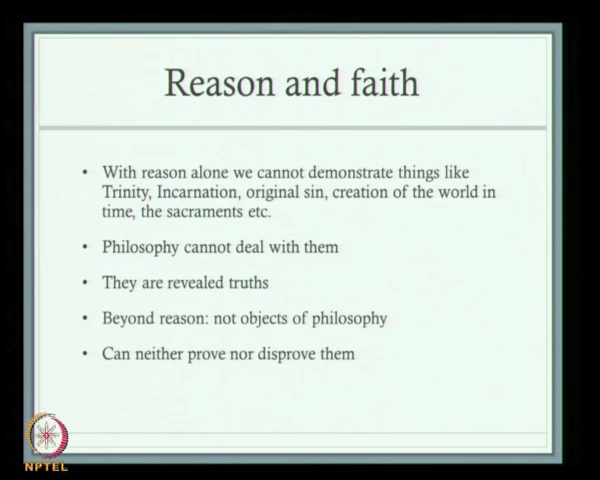 Reason and faith
• With reason alone we cannot demonstrate things like
Trinity, Incarnation, original sin, creation of the world in
time, the sacraments etc.
• Philosophy cannot deal with them
• They are revealed truths
• Beyond reason: not objects of philosophy
• Can neither prove nor disprove them
NPTEL